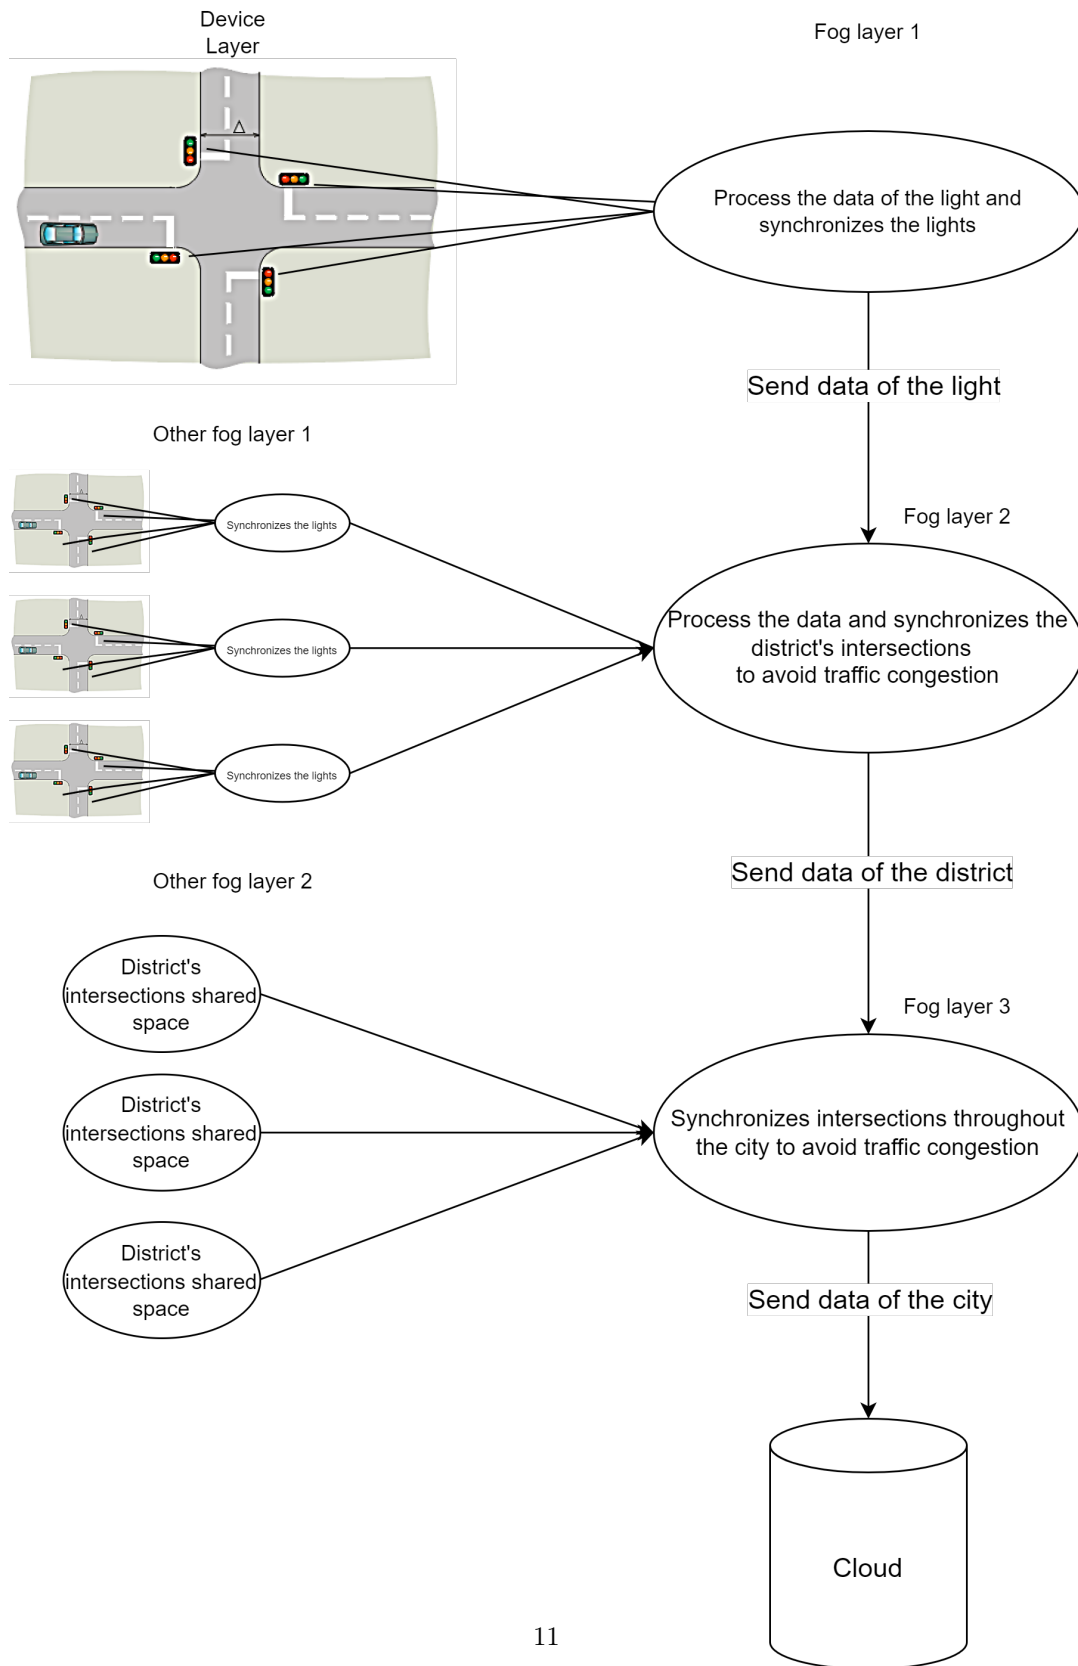 Device
Layer
Fog layer 1
Δ
Process the data of the light and
synchronizes the lights
Send data of the light
Other fog layer 1
Synchronizes the lights
Fog layer 2
Process the data and synchronizes the
district's intersections
to avoid traffic congestion
Synchronizes the lights
Synchronizes the lights
Send data of the district
Other fog layer 2
District's
intersections shared
space
Fog layer 3
District's
intersections shared
space
Synchronizes intersections throughout
the city to avoid traffic congestion
District's
intersections shared
space
Send data of the city
Cloud
11